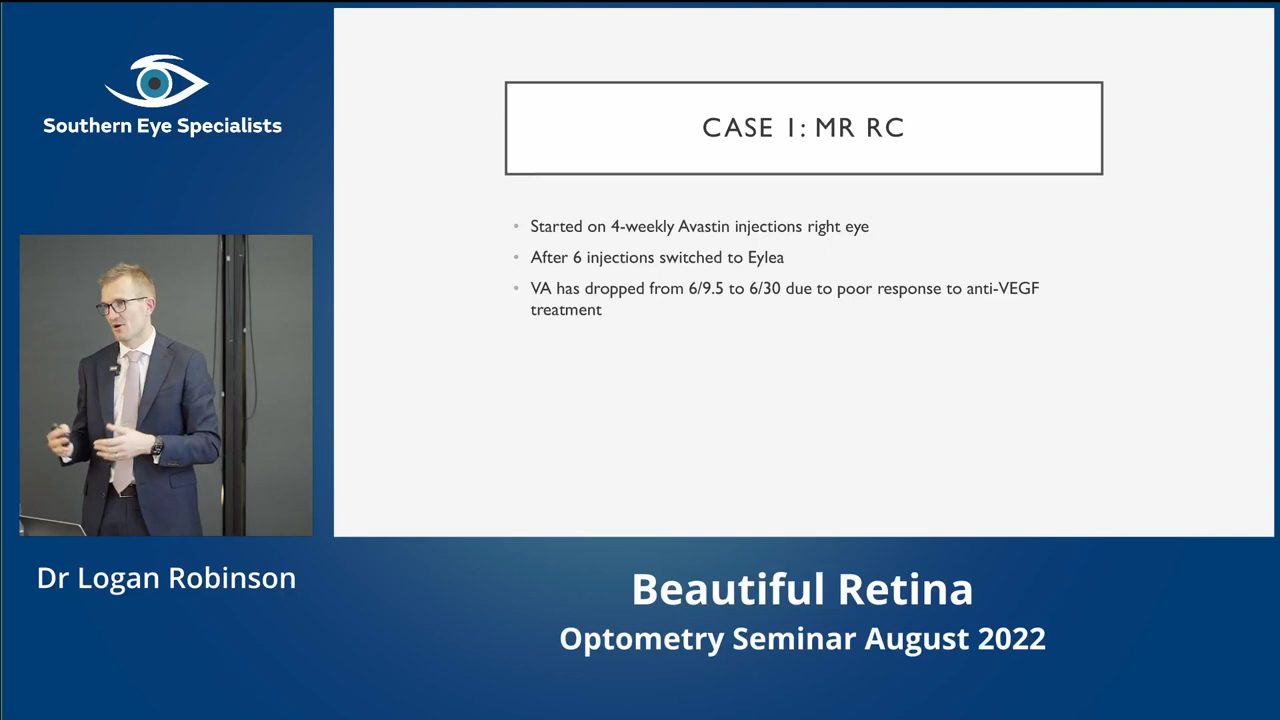 Southern Eye Specialists
CASE 1: MR RC
• Started on 4-weekly Avastin injections right eye
• After 6 injections switched to Eylea
• VA has dropped from 6/9.5 to 6/30 due to poor response to anti-VEGF
treatment
Dr Logan Robinson
Beautiful Retina
Optometry Seminar August 2022